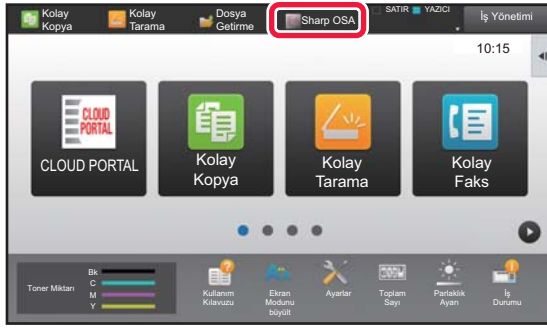 Kolay
Kopya
Kolay
Tarama
Dosya
Getirme
Sharp OSA
SATIR
YAZICI
İş Yönetimi
10:15
CLOUD
PORTAL
CLOUD PORTAL
Kolay
Kopya
Kolay
Tarama
Kolay
Faks
Toner Miktarı
Bk
C
M
Y
Kullanım
Kılavuzu
Ekran
Modunu
büyült
Ayarlar
Toplam
Sayı
Parlaklık
Ayarı
İş
Durumu